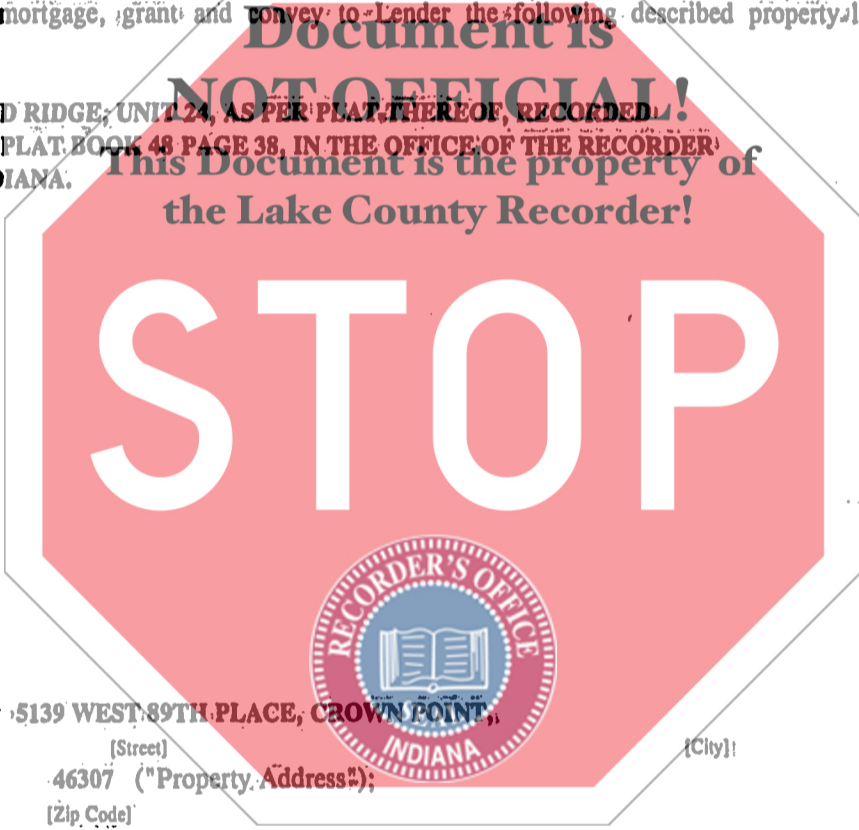 mortgage, grant and convey to Lender the following described property
Document is
NOT OFFICIAL!
D RIDGE, UNIT 24, AS PER PLAT THEREOF, RECORDED
PLAT BOOK 48 PAGE 38, IN THE OFFICE OF THE RECORDER
This Document is the property of
IANA.
the Lake County Recorder!
STOP
RECORDER'S OFFICE
SEAL
INDIANA
5139 WEST 89TH PLACE, CROWN POINT,
[Street] [City]
46307 ("Property Address");
[Zip Code]